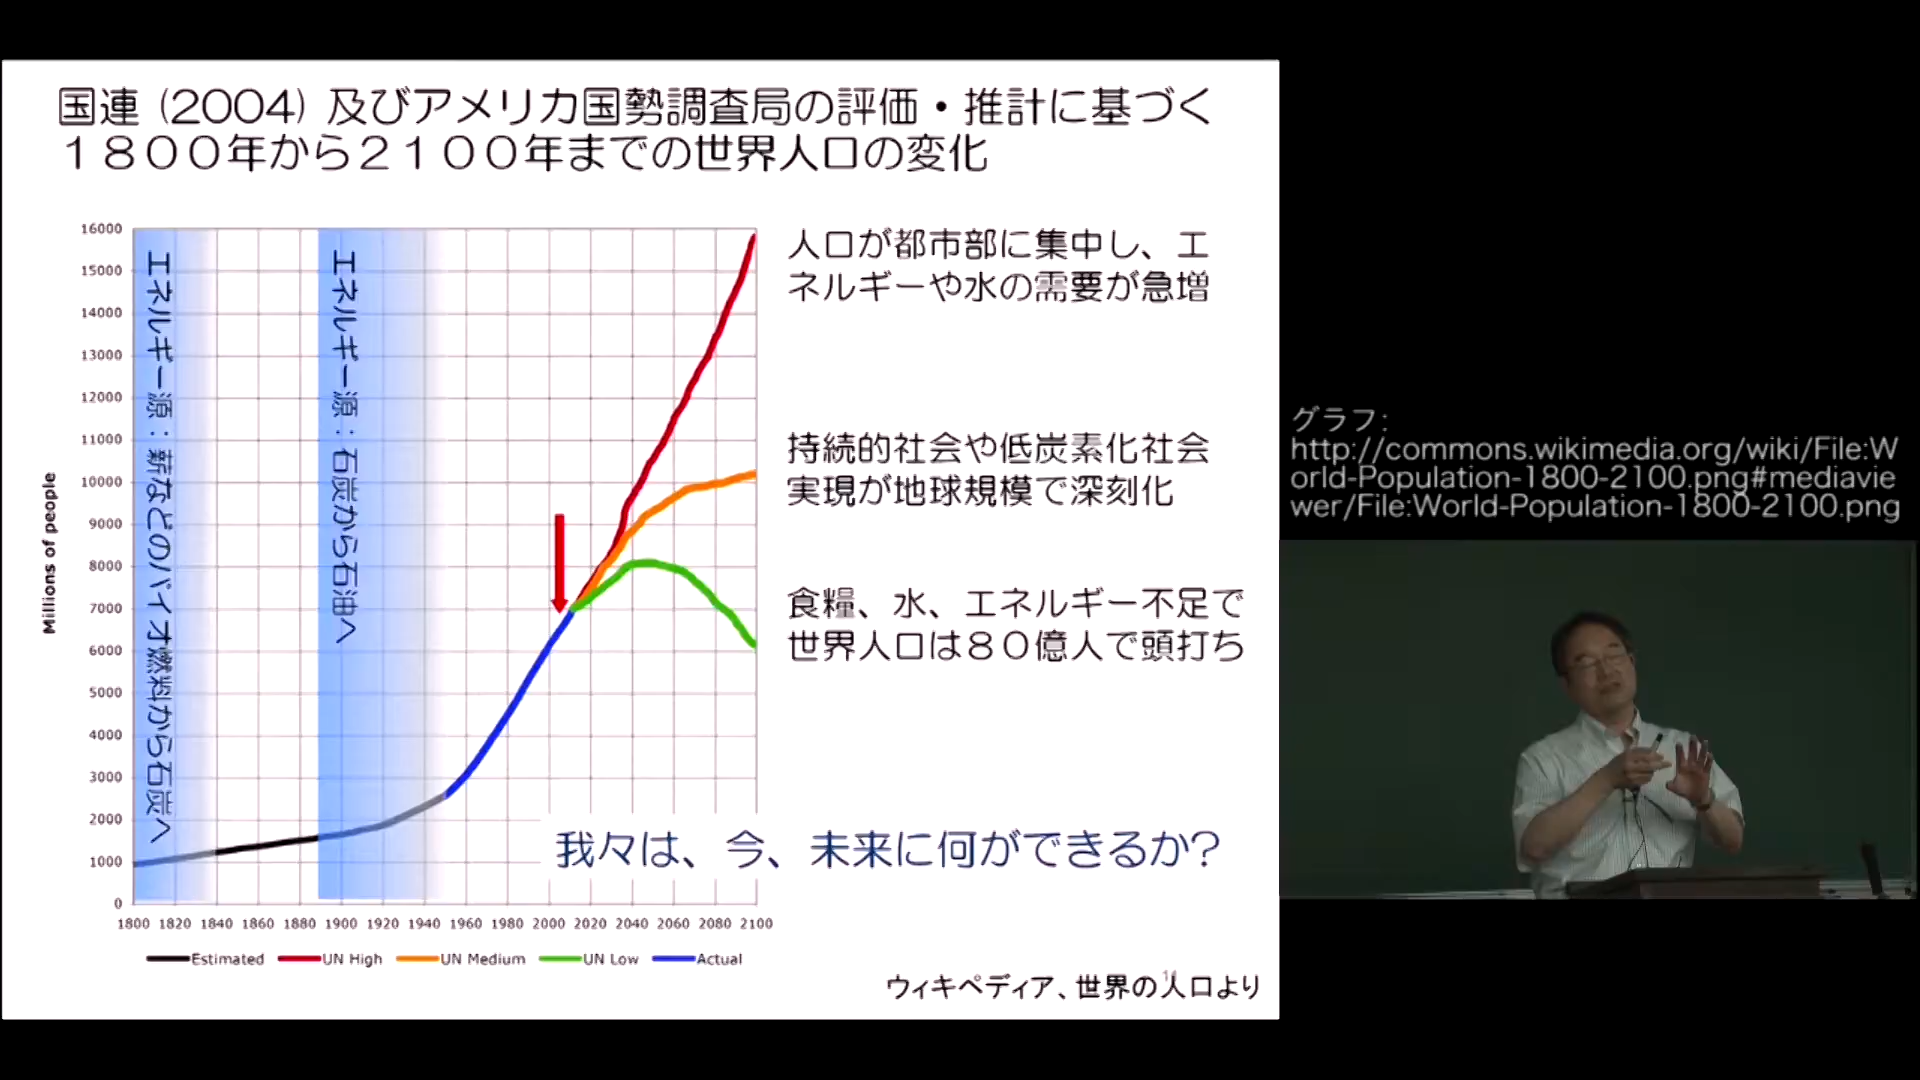 国連 (2004) 及びアメリカ国勢調査局の評価・推計に基づく
１８００年から２１００年までの世界人口の変化
16000
15000
14000
13000
12000
11000
10000
9000
8000
7000
6000
5000
4000
3000
2000
1000
0
Millions of people
エネルギー源：薪などのバイオ燃料から石炭へ
エネルギー源：石炭から石油へ
1800 1820 1840 1860 1880 1900 1920 1940 1960 1980 2000 2020 2040 2060 2080 2100
Estimated UN High UN Medium UN Low Actual
人口が都市部に集中し、エ
ネルギーや水の需要が急増
持続的社会や低炭素化社会
実現が地球規模で深刻化
食糧、水、エネルギー不足で
世界人口は８０億人で頭打ち
我々は、今、未来に何ができるか?
ウィキペディア、世界の人口より
グラフ:
http://commons.wikimedia.org/wiki/File:W
orld-Population-1800-2100.png#mediavie
wer/File:World-Population-1800-2100.png